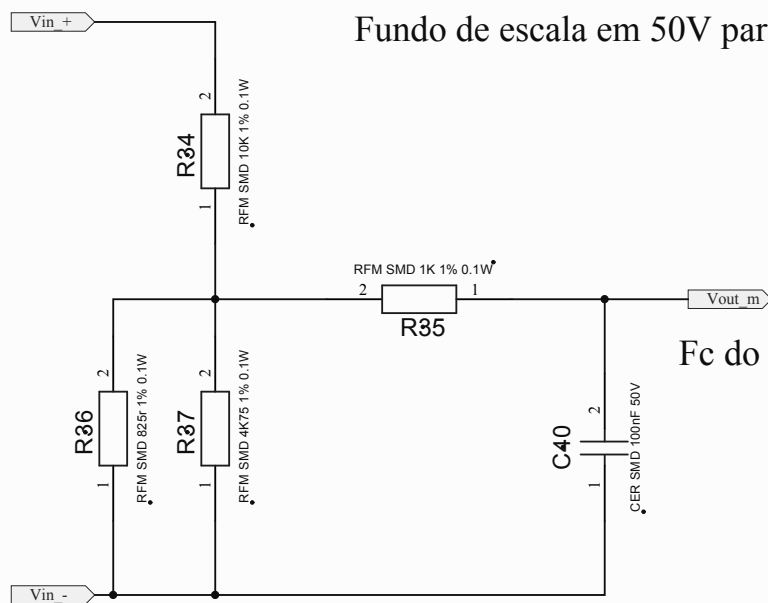 Vin_+
Fundo de escala em 50V par
2
R34
RFM SMD 10K 1% 0.1W
1
RFM SMD 1K 1% 0.1W
2
1
R35
Vout_m
Fc do
2
R36
RFM SMD 825r 1% 0.1W
1
2
R37
RFM SMD 4K75 1% 0.1W
1
2
C40
CER SMD 100nF 50V
1
Vin_-